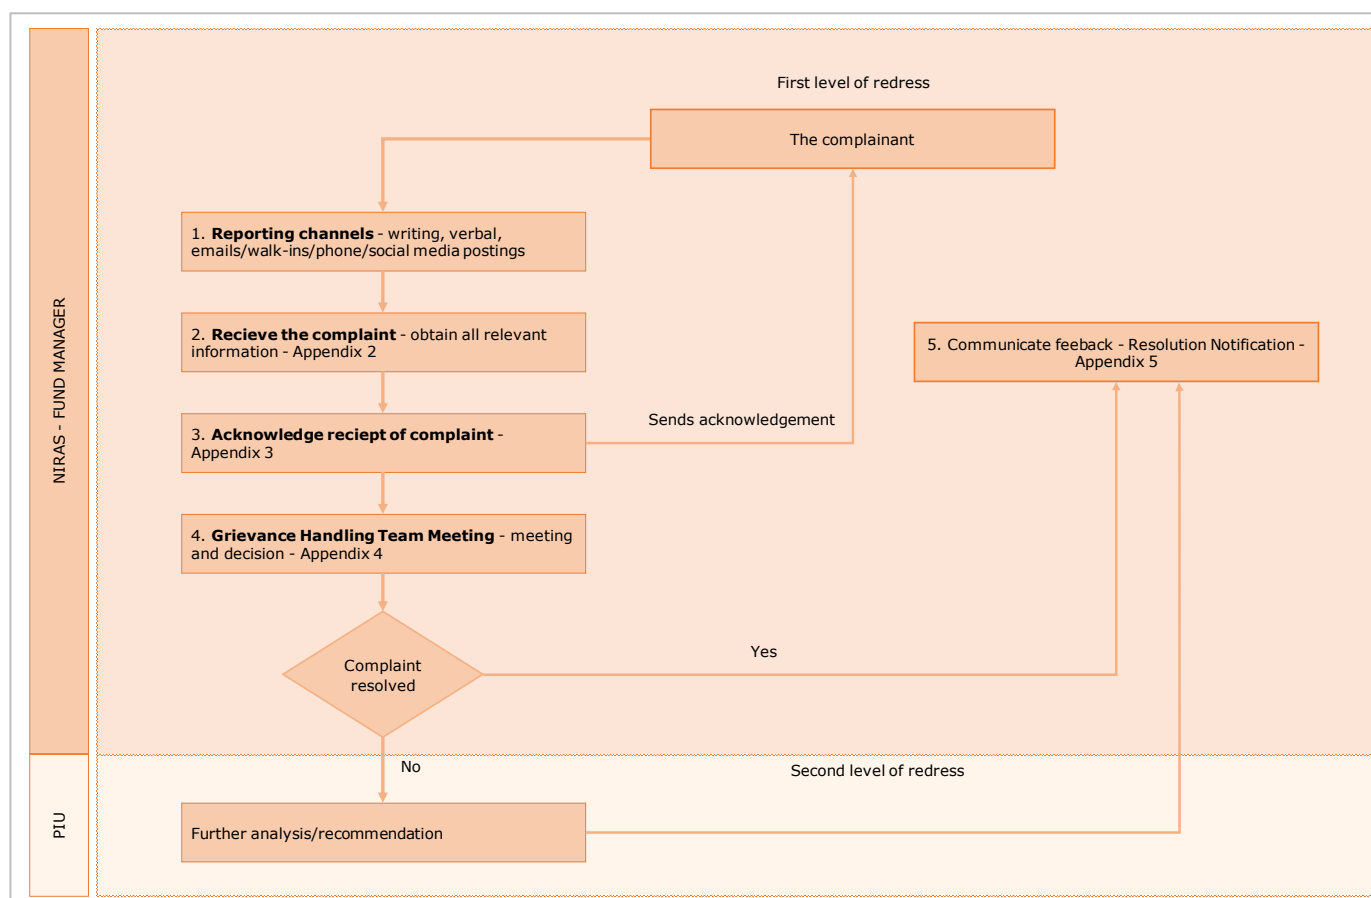 NIRAS - FUND MANAGER
First level of redress
The complainant
1. Reporting channels - writing, verbal,
emails/walk-ins/phone/social media postings
2. Recieve the complaint - obtain all relevant
information - Appendix 2
5. Communicate feeback - Resolution Notification -
Appendix 5
3. Acknowledge reciept of complaint -
Appendix 3
Sends acknowledgement
4. Grievance Handling Team Meeting - meeting
and decision - Appendix 4
Complaint
resolved
Yes
No
PIU
Second level of redress
Further analysis/recommendation